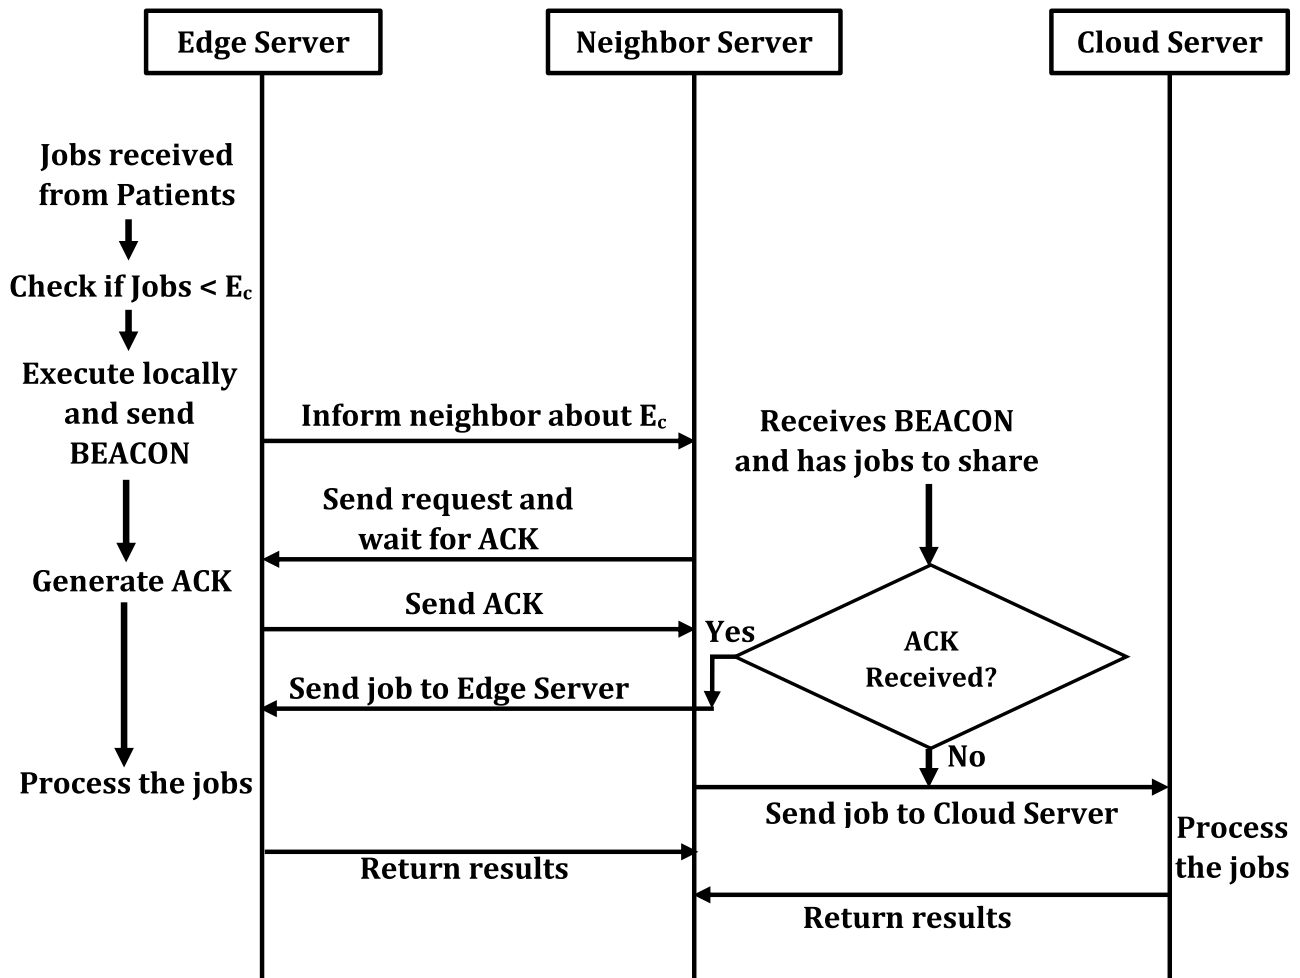 Edge Server
Neighbor Server
Cloud Server
Jobs received
from Patients
Check if Jobs < Ec
Execute locally
and send
BEACON
Inform neighbor about Ec
Receives BEACON
and has jobs to share
Send request and
wait for ACK
Generate ACK
Send ACK
Yes
ACK
Received?
Send job to Edge Server
No
Process the jobs
Send job to Cloud Server
Process
the jobs
Return results
Return results